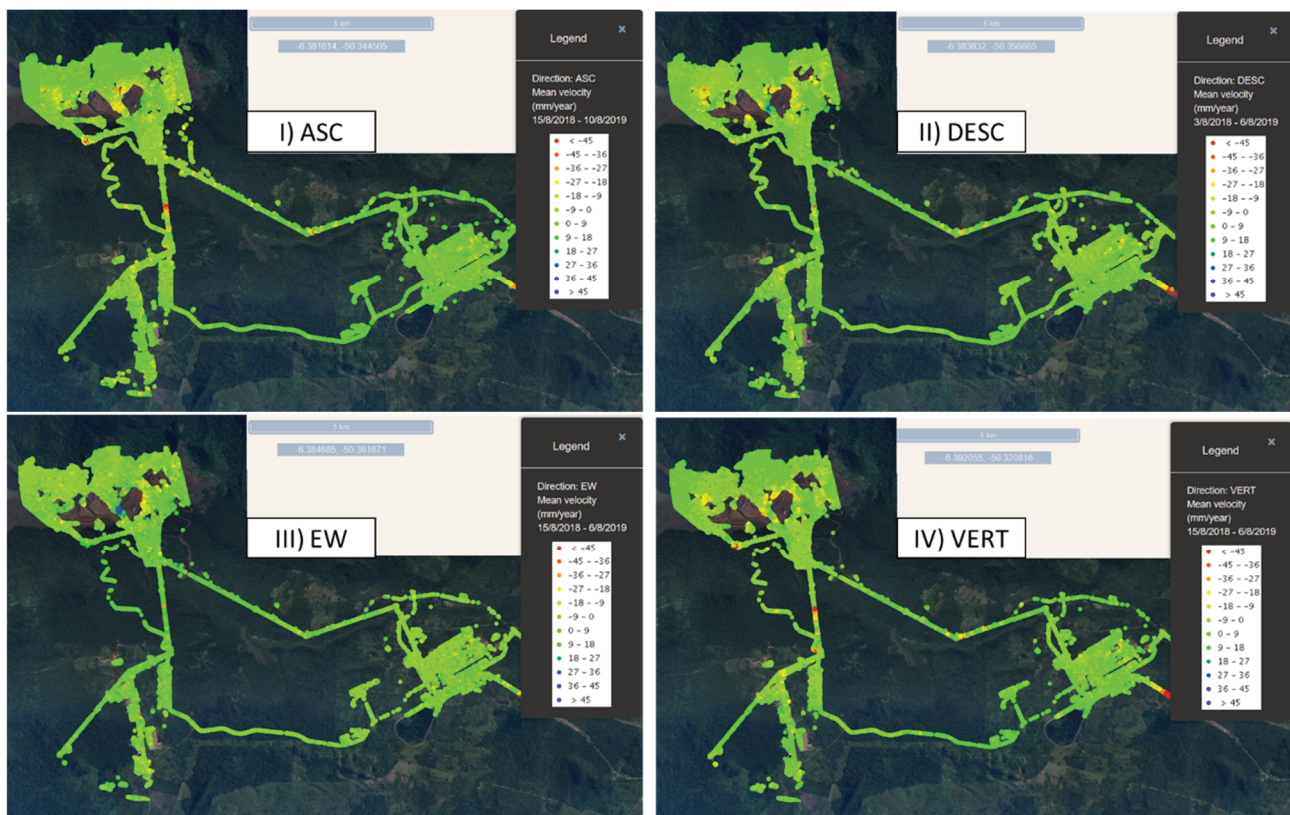 5 km
-6.381614, -50.344505
Legend
×
Direction: ASC
Mean velocity
(mm/year)
15/8/2018 - 10/8/2019
< -45
-45 - -36
-36 - -27
-27 - -18
-18 - -9
-9 - 0
0 - 9
9 - 18
18 - 27
27 - 36
36 - 45
> 45
I) ASC
5 km
-6.383832, -50.356865
Legend
×
Direction: DESC
Mean velocity
(mm/year)
3/8/2018 - 6/8/2019
< -45
-45 - -36
-36 - -27
-27 - -18
-18 - -9
-9 - 0
0 - 9
9 - 18
18 - 27
27 - 36
36 - 45
> 45
II) DESC
5 km
-6.384685, -50.361671
Legend
×
Direction: EW
Mean velocity
(mm/year)
15/8/2018 - 6/8/2019
< -45
-45 - -36
-36 - -27
-27 - -18
-18 - -9
-9 - 0
0 - 9
9 - 18
18 - 27
27 - 36
36 - 45
> 45
III) EW
5 km
-6.392055, -50.320816
Legend
×
Direction: VERT
Mean velocity
(mm/year)
15/8/2018 - 6/8/2019
< -45
-45 - -36
-36 - -27
-27 - -18
-18 - -9
-9 - 0
0 - 9
9 - 18
18 - 27
27 - 36
36 - 45
> 45
IV) VERT